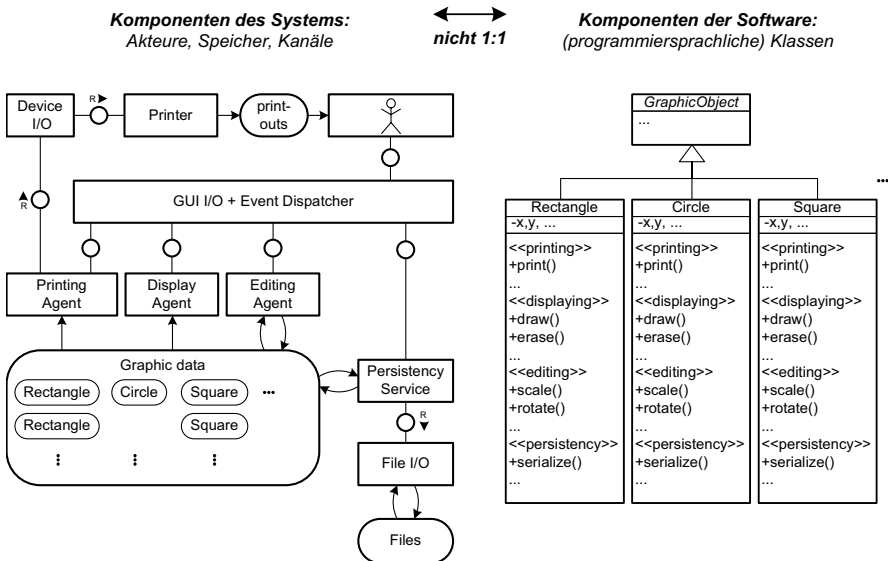 Komponenten des Systems:
Akteure, Speicher, Kanäle
nicht 1:1
Komponenten der Software:
(programmiersprachliche) Klassen
Device
I/O
R
Printer
print-
outs
R
GUI I/O + Event Dispatcher
Printing
Agent
Display
Agent
Editing
Agent
Graphic data
Rectangle
Circle
Square
...
Rectangle
Square
Persistency
Service
R
File I/O
Files
GraphicObject
...
...
Rectangle
-x,y, ...
<<printing>>
+print()
...
<<displaying>>
+draw()
+erase()
...
<<editing>>
+scale()
+rotate()
...
<<persistency>>
+serialize()
...
Circle
-x,y, ...
<<printing>>
+print()
...
<<displaying>>
+draw()
+erase()
...
<<editing>>
+scale()
+rotate()
...
<<persistency>>
+serialize()
...
Square
-x,y, ...
<<printing>>
+print()
...
<<displaying>>
+draw()
+erase()
...
<<editing>>
+scale()
+rotate()
...
<<persistency>>
+serialize()
...